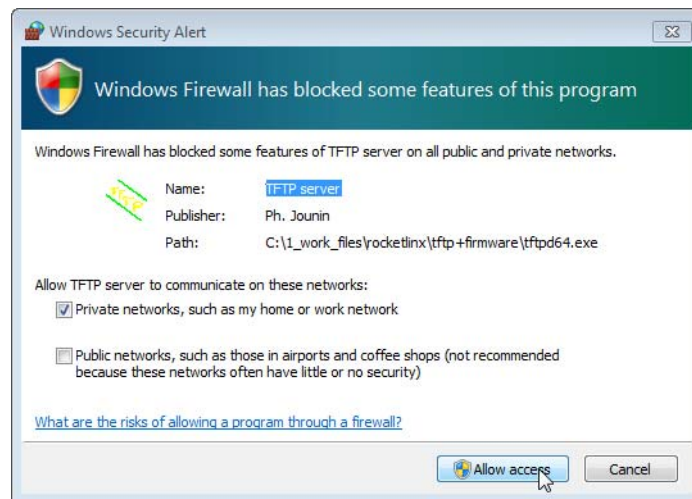 Windows Security Alert
Windows Firewall has blocked some features of this program
Windows Firewall has blocked some features of TFTP server on all public and private networks.
Name: TFTP server
Publisher: Ph. Jounin
Path: C:\1_work_files\rocketlinx\tftp+firmware\tftpd64.exe
Allow TFTP server to communicate on these networks:
Private networks, such as my home or work network
Public networks, such as those in airports and coffee shops (not recommended
because these networks often have little or no security)
What are the risks of allowing a program through a firewall?
Allow access Cancel